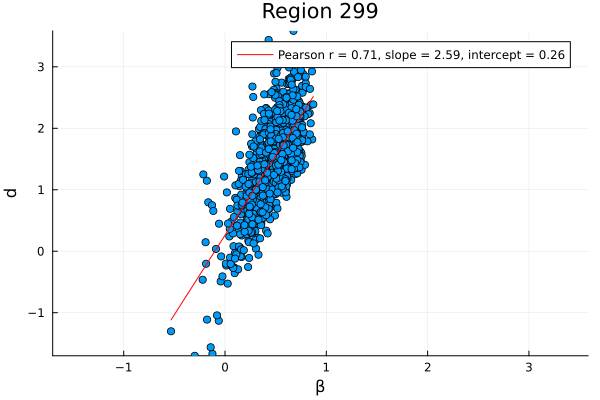 Region 299
Pearson r = 0.71, slope = 2.59, intercept = 0.26
3
2
1
0
−1
d
−1 0 1 2 3
β